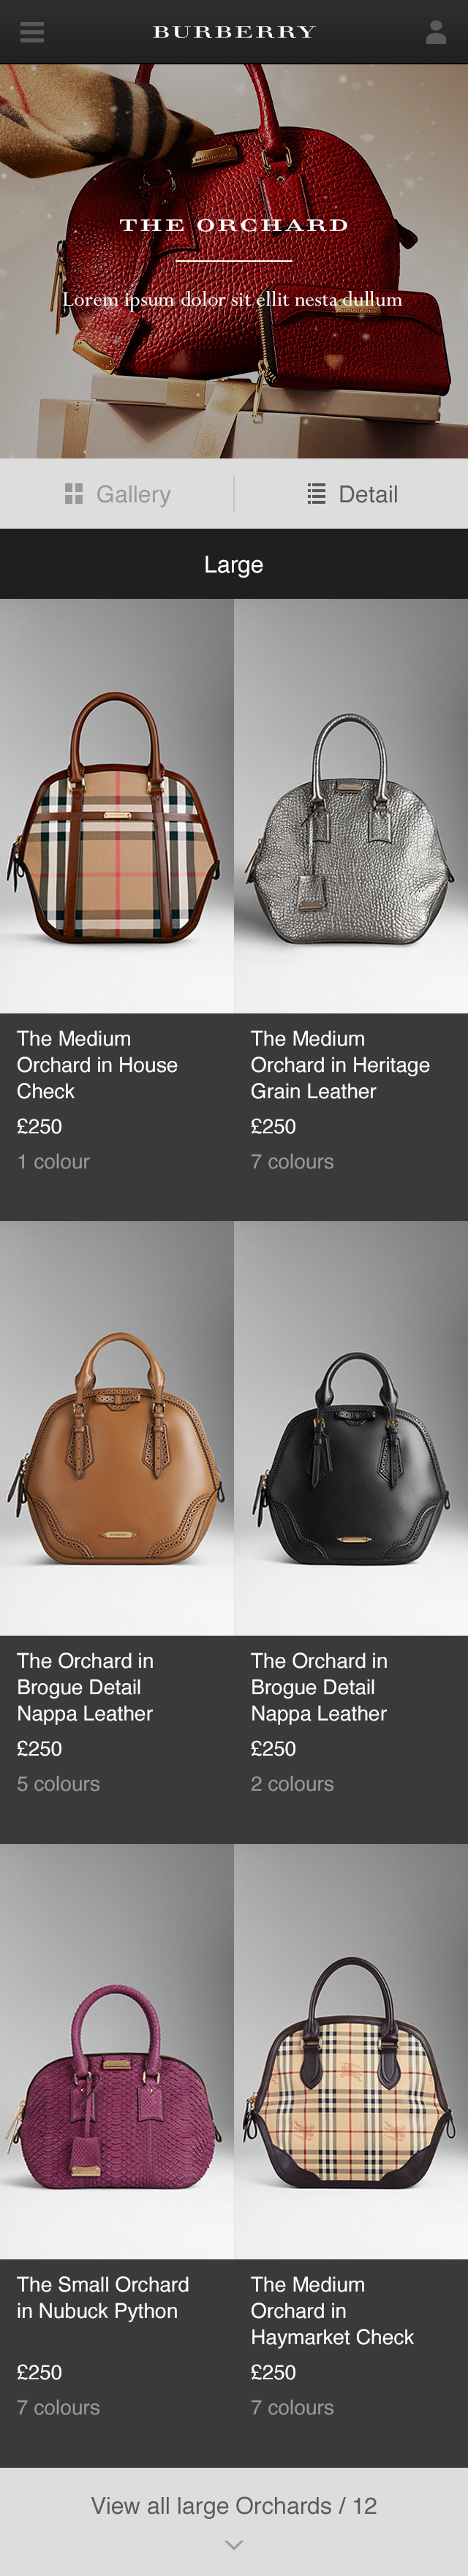 BURBERRY
THE ORCHARD
Lorem ipsum dolor sit ellit nesta dullum
Gallery
Detail
Large
The Medium
Orchard in House
Check
£250
1 colour
The Medium
Orchard in Heritage
Grain Leather
£250
7 colours
The Orchard in
Brogue Detail
Nappa Leather
£250
5 colours
The Orchard in
Brogue Detail
Nappa Leather
£250
2 colours
The Small Orchard
in Nubuck Python
£250
7 colours
The Medium
Orchard in
Haymarket Check
£250
7 colours
View all large Orchards / 12